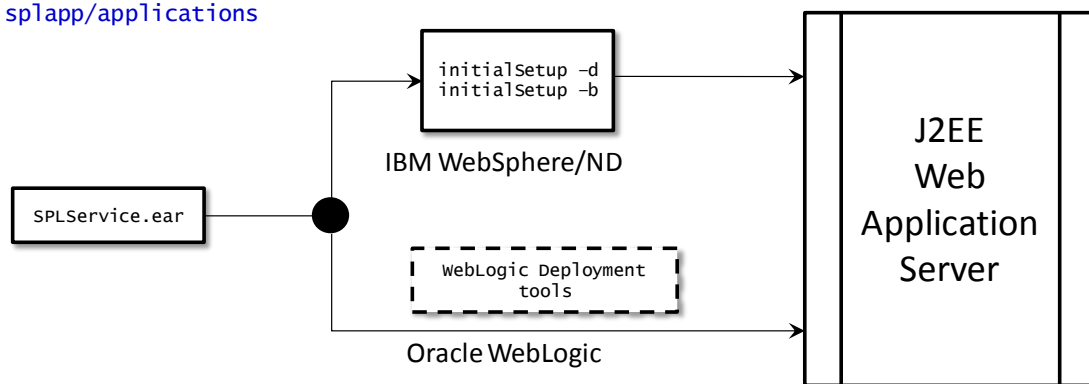 splapp/applications
initialSetup –d
initialSetup –b
IBM WebSphere/ND
SPLService.ear
WebLogic Deployment
tools
Oracle WebLogic
J2EE
Web
Application
Server